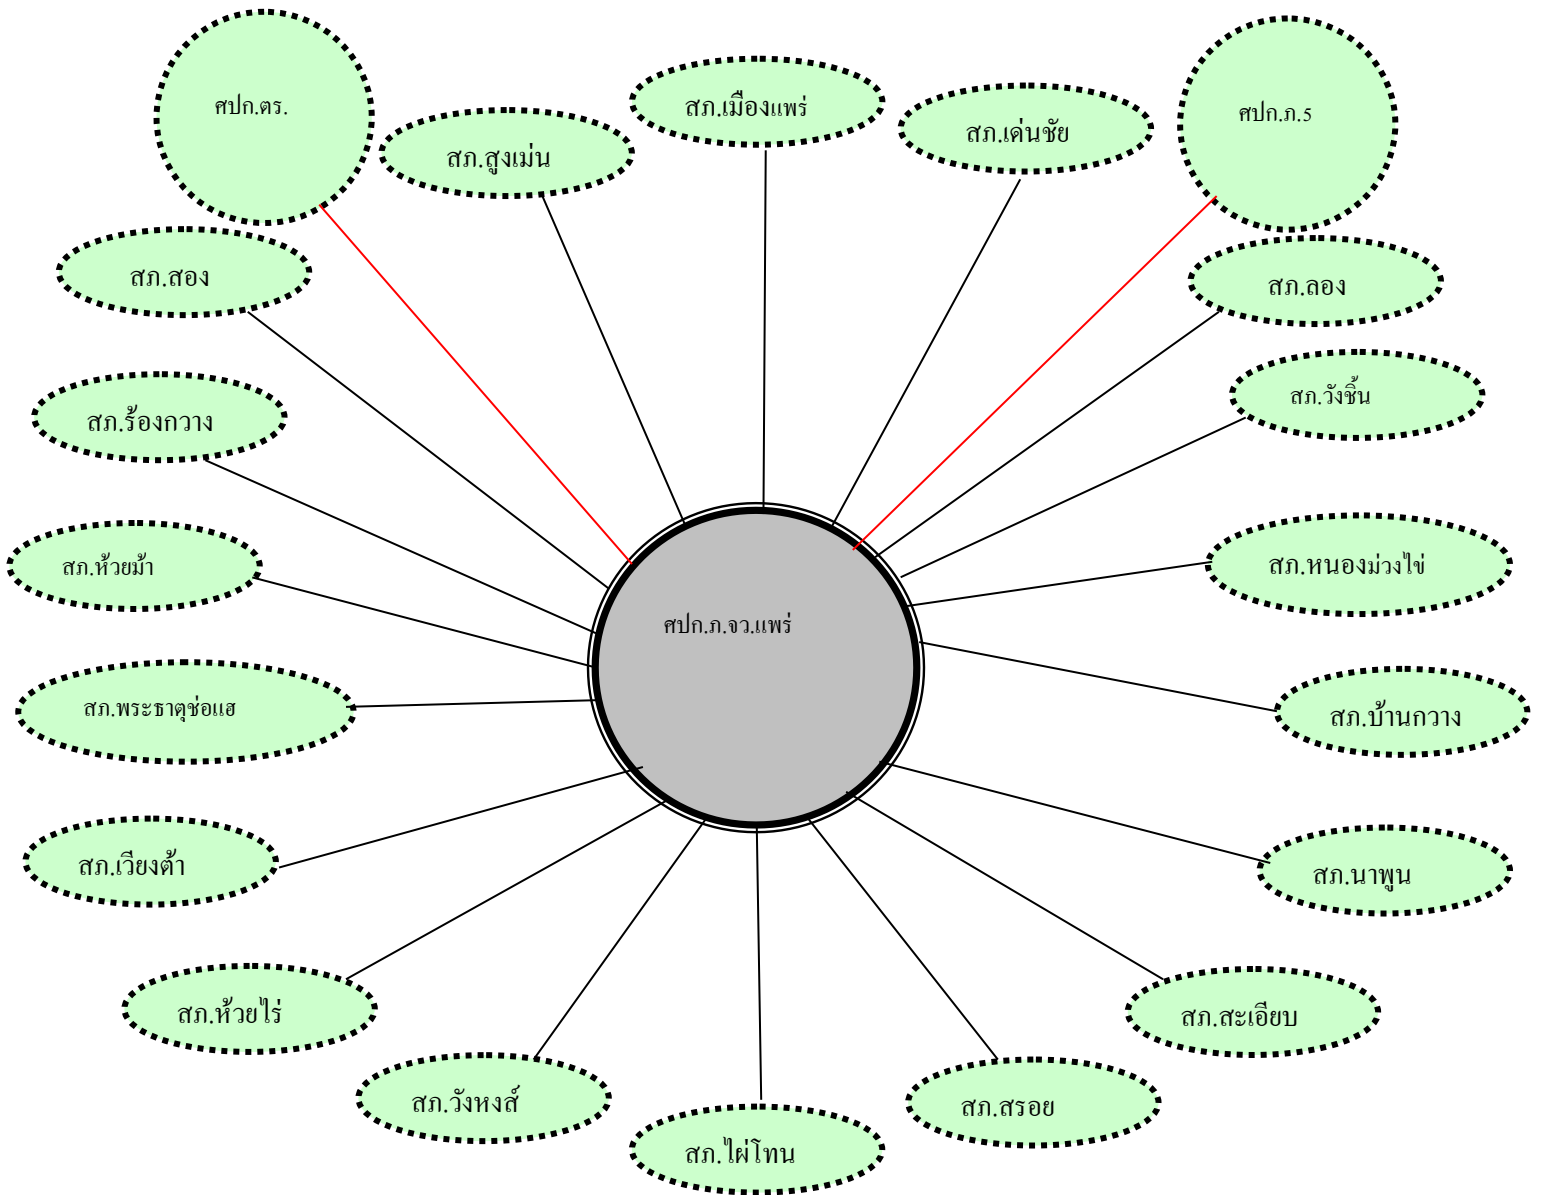 ศปก.ตร.
สภ.เมืองแพร่
ศปก.ภ.5
สภ.สูงเม่น
สภ.เด่นชัย
สภ.สอง
สภ.ลอง
สภ.วังชิ้น
สภ.ร้องกวาง
สภ.ห้วยม้า
สภ.หนองม่วงไข่
ศปก.ภ.จว.แพร่
สภ.พระธาตุช่อแฮ
สภ.บ้านกวาง
สภ.เวียงต้า
สภ.นาพูน
สภ.ห้วยไร่
สภ.สะเอียบ
สภ.วังหงส์
สภ.สรอย
สภ.ไผ่โทน